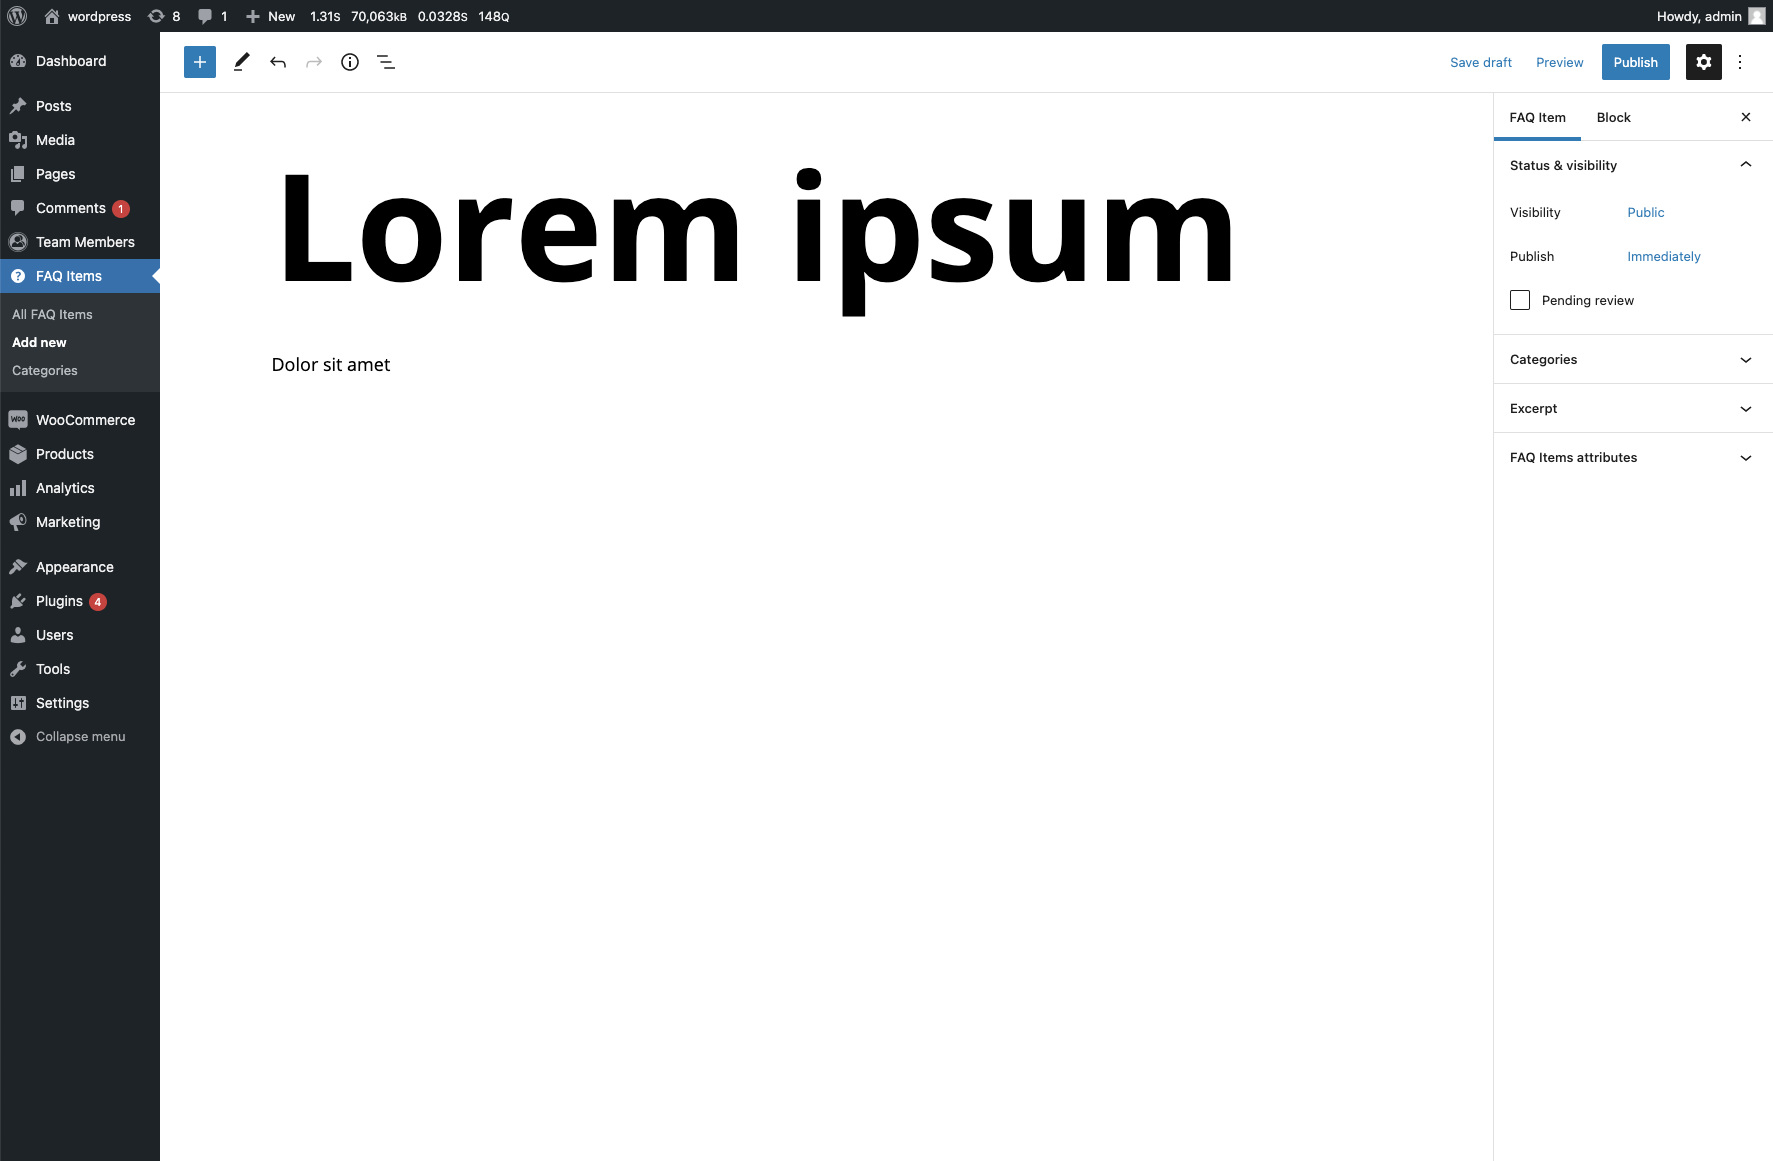 wordpress 8 1 New 1.31S 70,063KB 0.0328S 148Q Howdy, admin
Dashboard
Posts
Media
Pages
Comments 1
Team Members
FAQ Items
All FAQ Items
Add new
Categories
WooCommerce
Products
Analytics
Marketing
Appearance
Plugins 4
Users
Tools
Settings
Collapse menu
Save draft Preview Publish
Lorem ipsum
Dolor sit amet
FAQ Item Block
Status & visibility
Visibility Public
Publish Immediately
Pending review
Categories
Excerpt
FAQ Items attributes